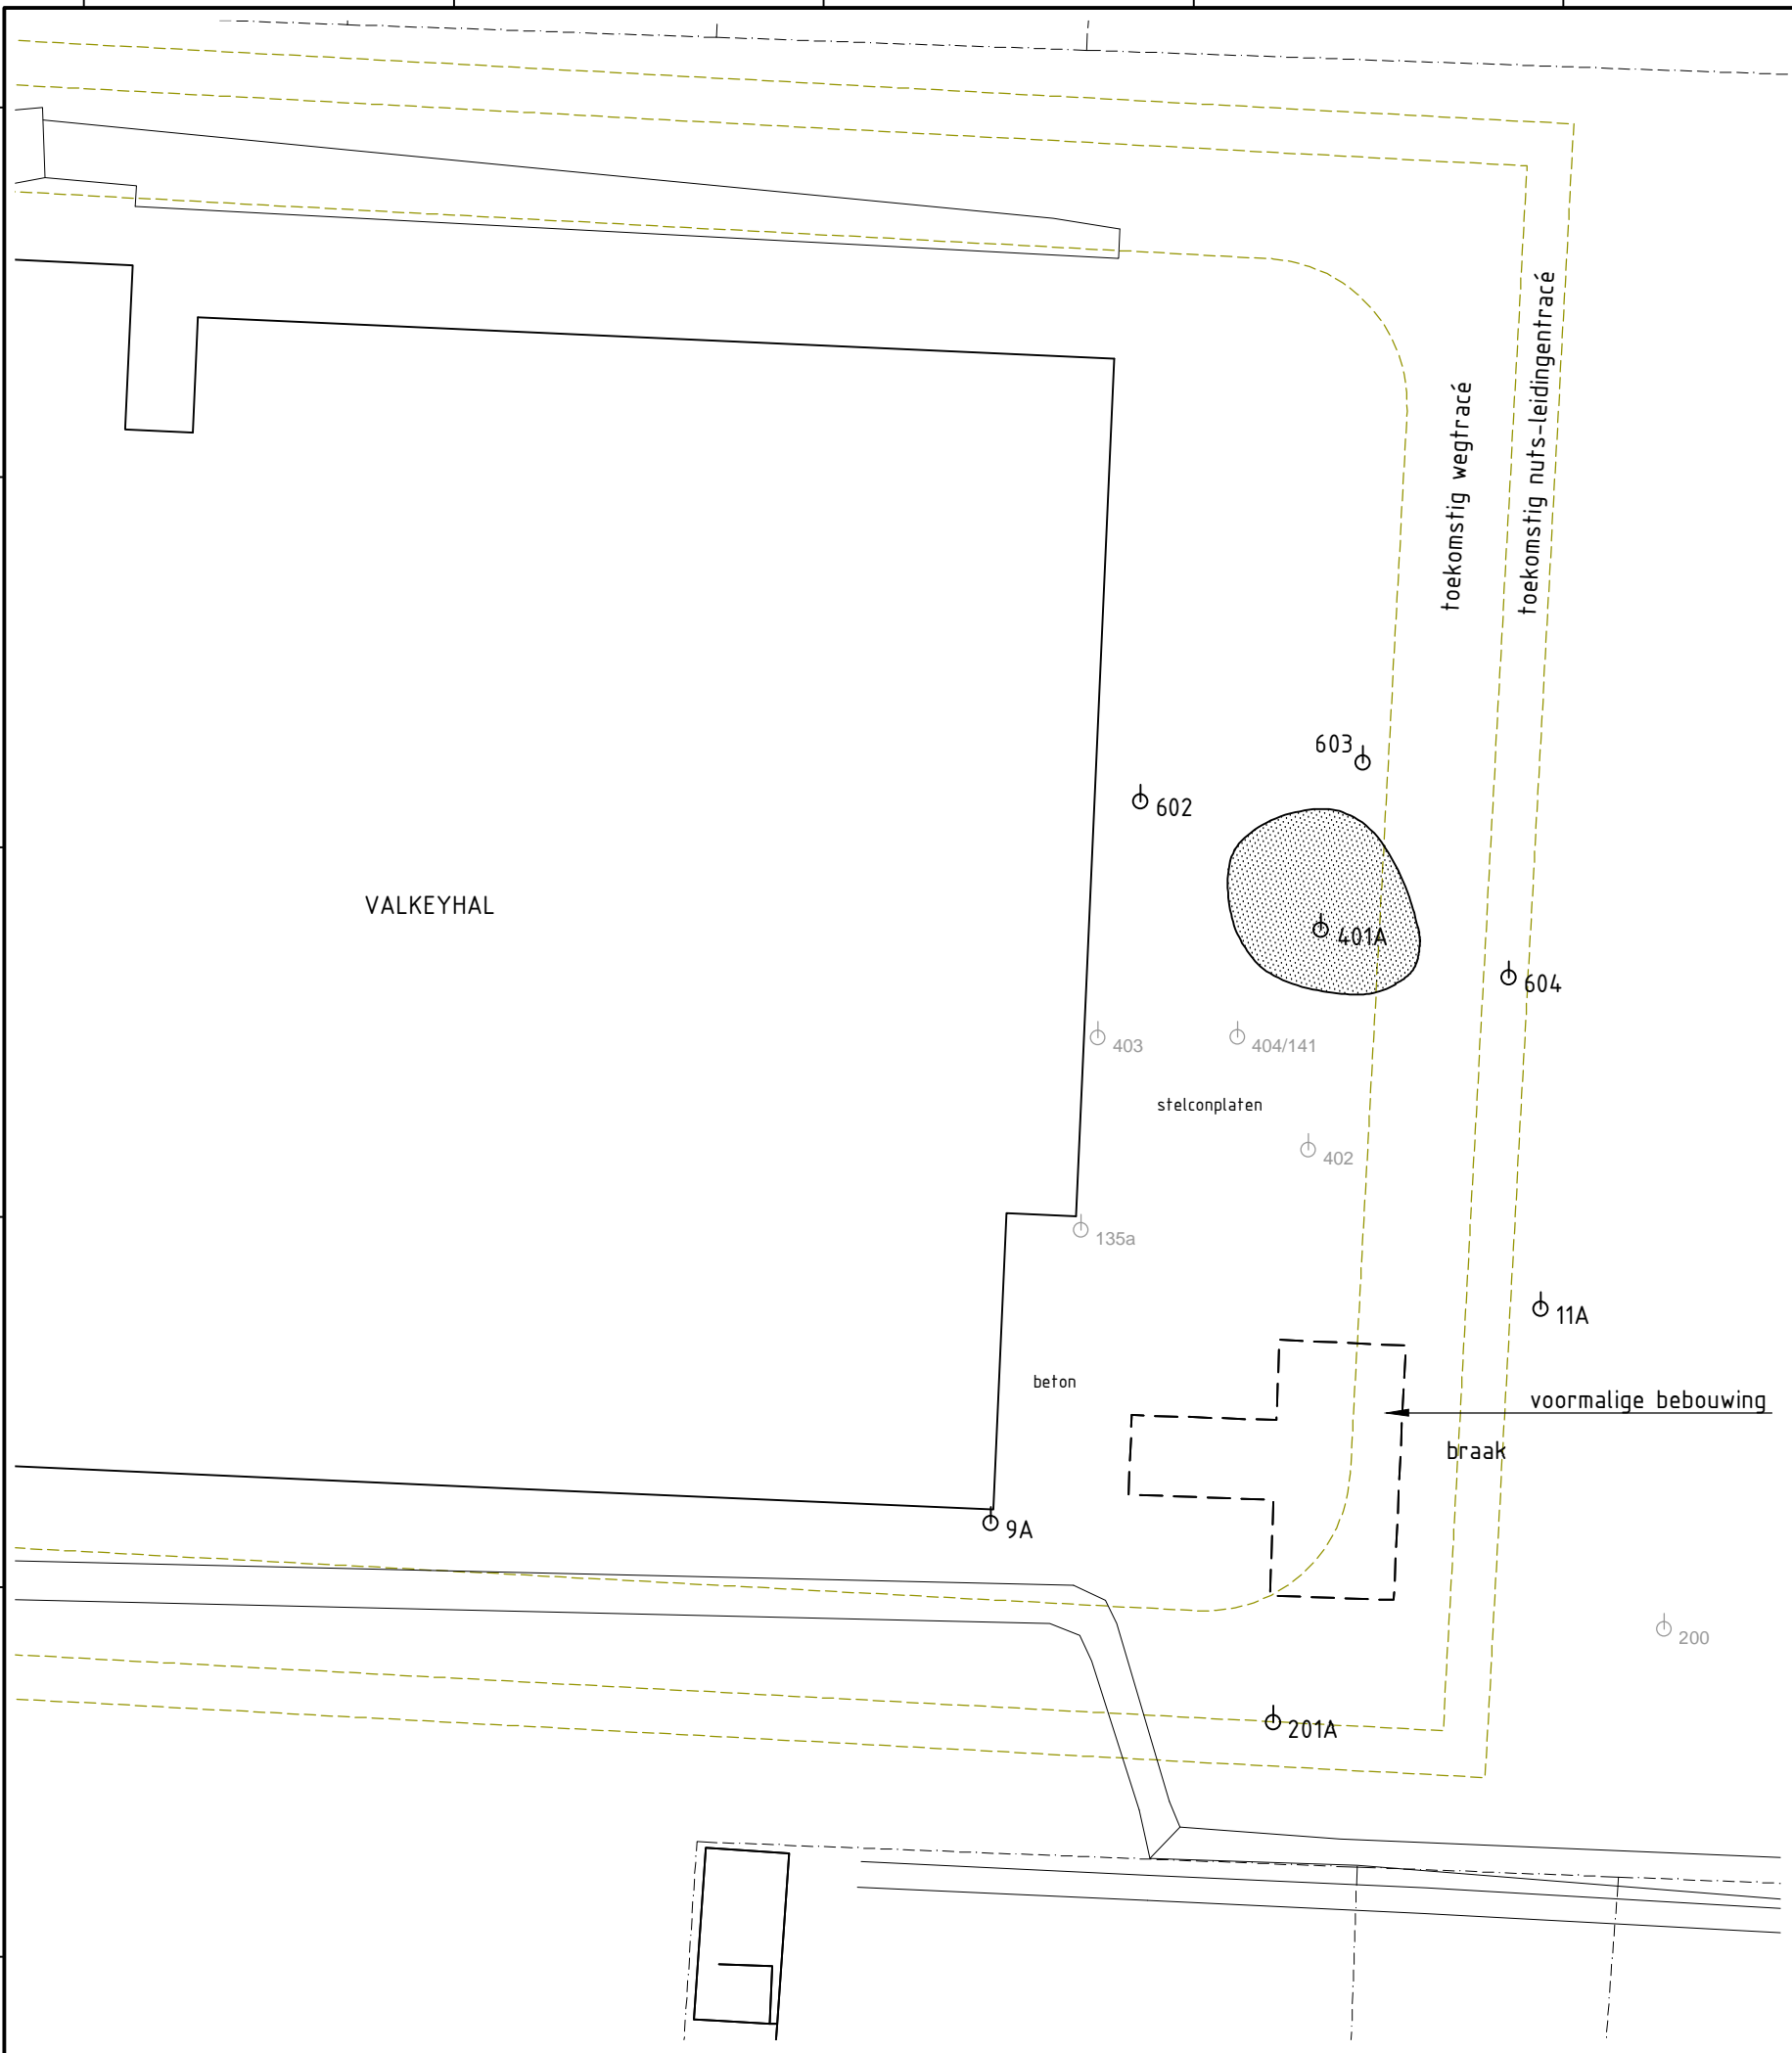 toekomstig wegtracé
toekomstig nuts-leidingentracé
603
602
VALKEYHAL
401A
604
403
404/141
stelconplaten
402
135a
11A
beton
voormalige bebouwing
braak
9A
200
201A